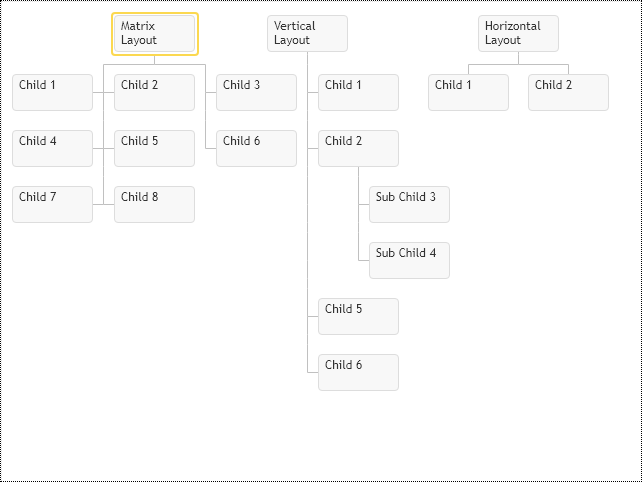 Matrix
Layout
Child 1
Child 2
Child 3
Child 4
Child 5
Child 6
Child 7
Child 8
Vertical
Layout
Child 1
Child 2
Sub Child 3
Sub Child 4
Child 5
Child 6
Horizontal
Layout
Child 1
Child 2